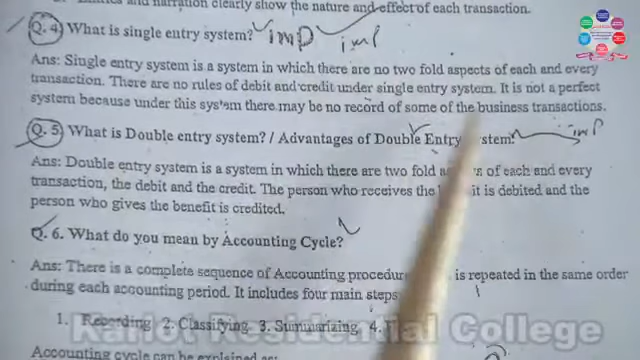 and narration clearly show the nature and effect of each transaction.
Q. 4 What is single entry system? imp imp
Ans: Single entry system is a system in which there are no two fold aspects of each and every
transaction. There are no rules of debit and credit under single entry system. It is not a perfect
system because under this system there may be no record of some of the business transactions.
Q. 5 What is Double entry system? / Advantages of Double Entry system? imp
Ans: Double entry system is a system in which there are two fold of each and every
transaction, the debit and the credit. The person who receives the it is debited and the
person who gives the benefit is credited.
Q. 6. What do you mean by Accounting Cycle?
Ans: There is a complete sequence of Accounting is repeated in the same order
during each accounting period. It includes four main steps
1. Recording 2. Classifying 3. Summarizing 4.
Residential College
Accounting cycle can be explained as: